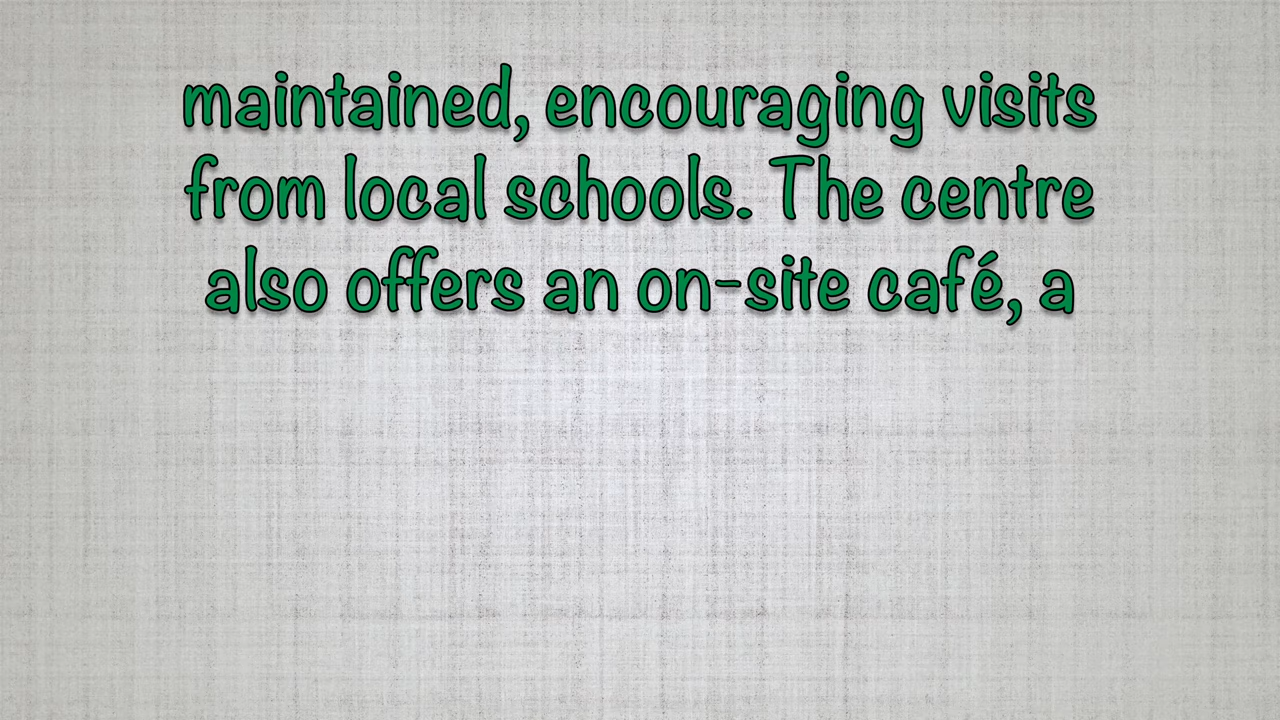 maintained, encouraging visits
from local schools. The centre
also offers an on-site café, a